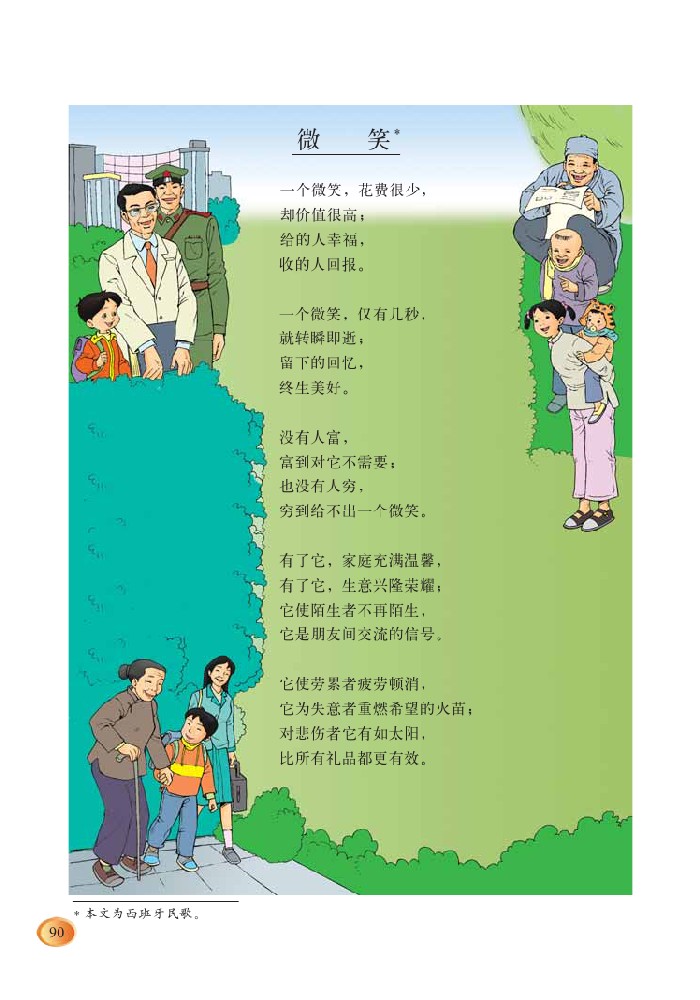 微 笑*
一个微笑，花费很少，
却价值很高；
给的人幸福，
收的人回报。
一个微笑，仅有几秒，
就转瞬即逝；
留下的回忆，
终生美好。
没有人富，
富到对它不需要；
也没有人穷，
穷到给不出一个微笑。
有了它，家庭充满温馨，
有了它，生意兴隆荣耀；
它使陌生者不再陌生，
它是朋友间交流的信号。
它使劳累者疲劳顿消，
它为失意者重燃希望的火苗；
对悲伤者它有如太阳，
比所有礼品都更有效。
* 本文为西班牙民歌。
90